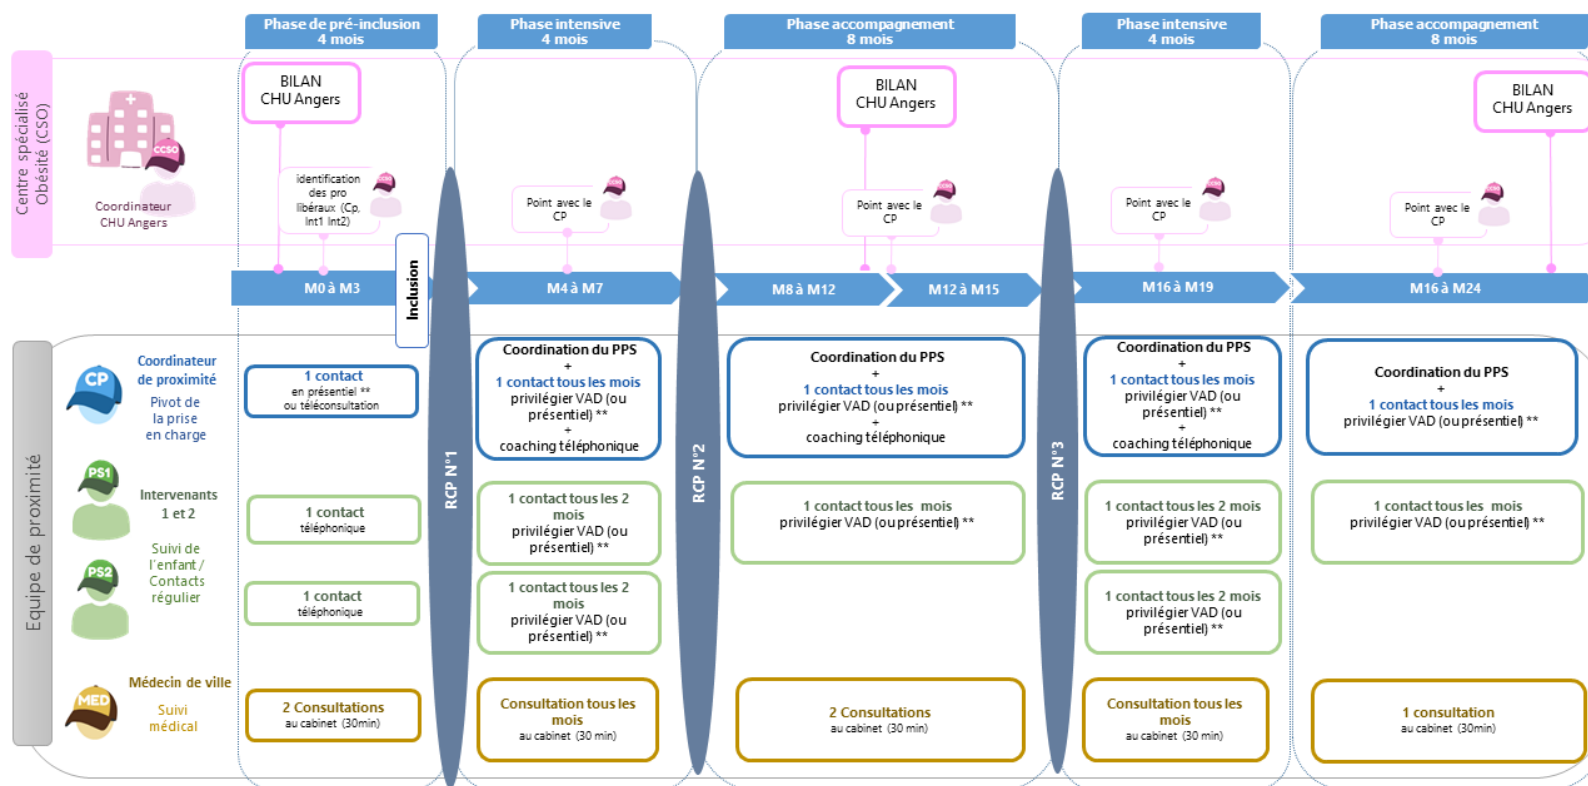 Phase de pré-inclusion
4 mois
Phase intensive
4 mois
Phase accompagnement
8 mois
Phase intensive
4 mois
Phase accompagnement
8 mois
Centre spécialisé
Obésité (CSO)
CCSO
Coordinateur
CHU Angers
BILAN
CHU Angers
BILAN
CHU Angers
BILAN
CHU Angers
identification
des pro
libéraux (Cp,
Int1 Int2)
CCSO
Point avec le
CP
CCSO
Point avec le
CP
CCSO
Point avec le
CP
CCSO
Point avec le
CP
CCSO
Inclusion
M0 à M3
M4 à M7
M8 à M12
M12 à M15
M16 à M19
M16 à M24
RCP N°1
RCP N°2
RCP N°3
Equipe de proximité
CP
Coordinateur
de proximité
Pivot de
la prise
en charge
1 contact
en présentiel **
ou téléconsultation
Coordination du PPS
+
1 contact tous les mois
privilégier VAD (ou
présentiel) **
+
coaching téléphonique
Coordination du PPS
+
1 contact tous les mois
privilégier VAD (ou présentiel) **
+
coaching téléphonique
Coordination du PPS
+
1 contact tous les mois
privilégier VAD (ou
présentiel) **
+
coaching téléphonique
Coordination du PPS
+
1 contact tous les mois
privilégier VAD (ou présentiel) **
PS1
Intervenants
1 et 2
PS2
Suivi de
l'enfant /
Contacts
régulier
1 contact
téléphonique
1 contact tous les 2
mois
privilégier VAD (ou
présentiel) **
1 contact tous les mois
privilégier VAD (ou présentiel) **
1 contact tous les 2 mois
privilégier VAD (ou
présentiel) **
1 contact tous les mois
privilégier VAD (ou présentiel) **
1 contact
téléphonique
1 contact tous les 2
mois
privilégier VAD (ou
présentiel) **
1 contact tous les 2 mois
privilégier VAD (ou
présentiel) **
MED
Médecin de ville
Suivi
médical
2 Consultations
au cabinet (30min)
Consultation tous les
mois
au cabinet (30 min)
2 Consultations
au cabinet (30 min)
Consultation tous les
mois
au cabinet (30 min)
1 consultation
au cabinet (30min)